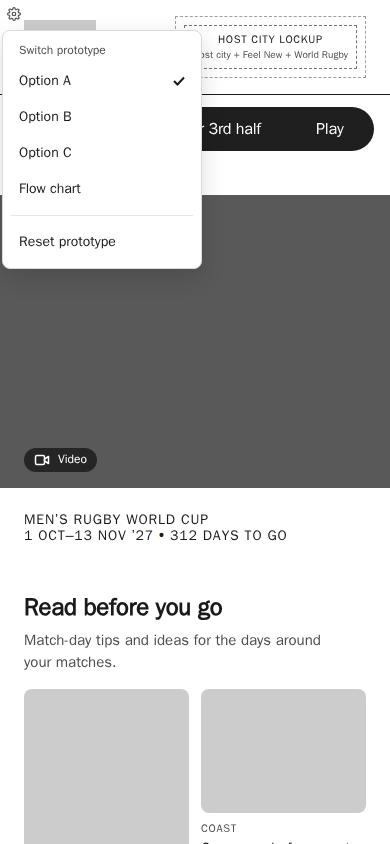 HOST CITY LOCKUP
ost city + Feel New + World Rugby
Switch prototype
Option A
Option B
Option C
Flow chart
Reset prototype
3rd half
Play
Video
MEN'S RUGBY WORLD CUP
1 OCT–13 NOV '27 • 312 DAYS TO GO
Read before you go
Match-day tips and ideas for the days around
your matches.
COAST